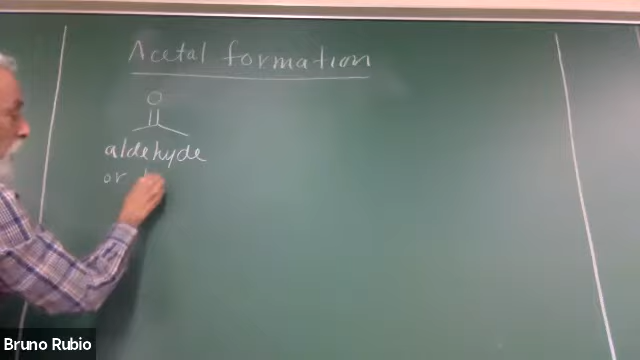 Acetal formation
O
aldehyde
or
Bruno Rubio